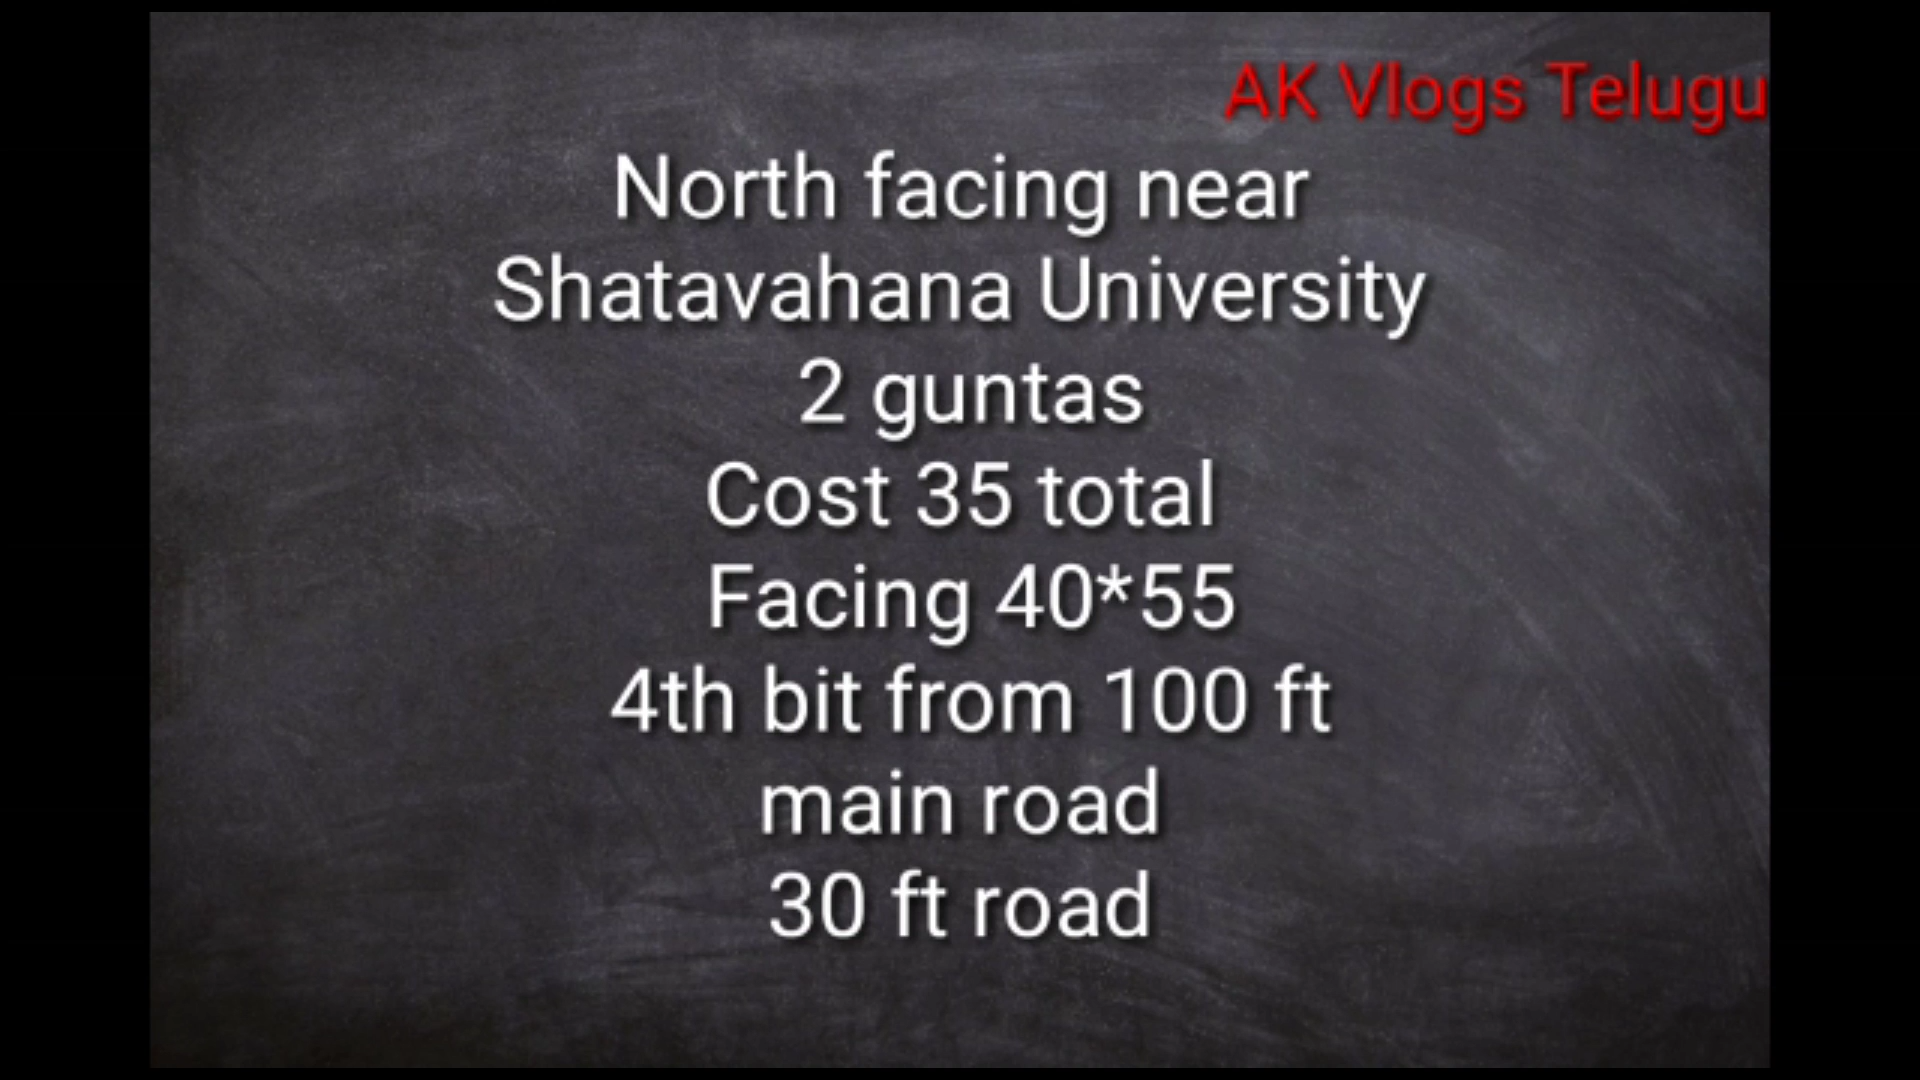 AK Vlogs Telugu
North facing near
Shatavahana University
2 guntas
Cost 35 total
Facing 40*55
4th bit from 100 ft
main road
30 ft road